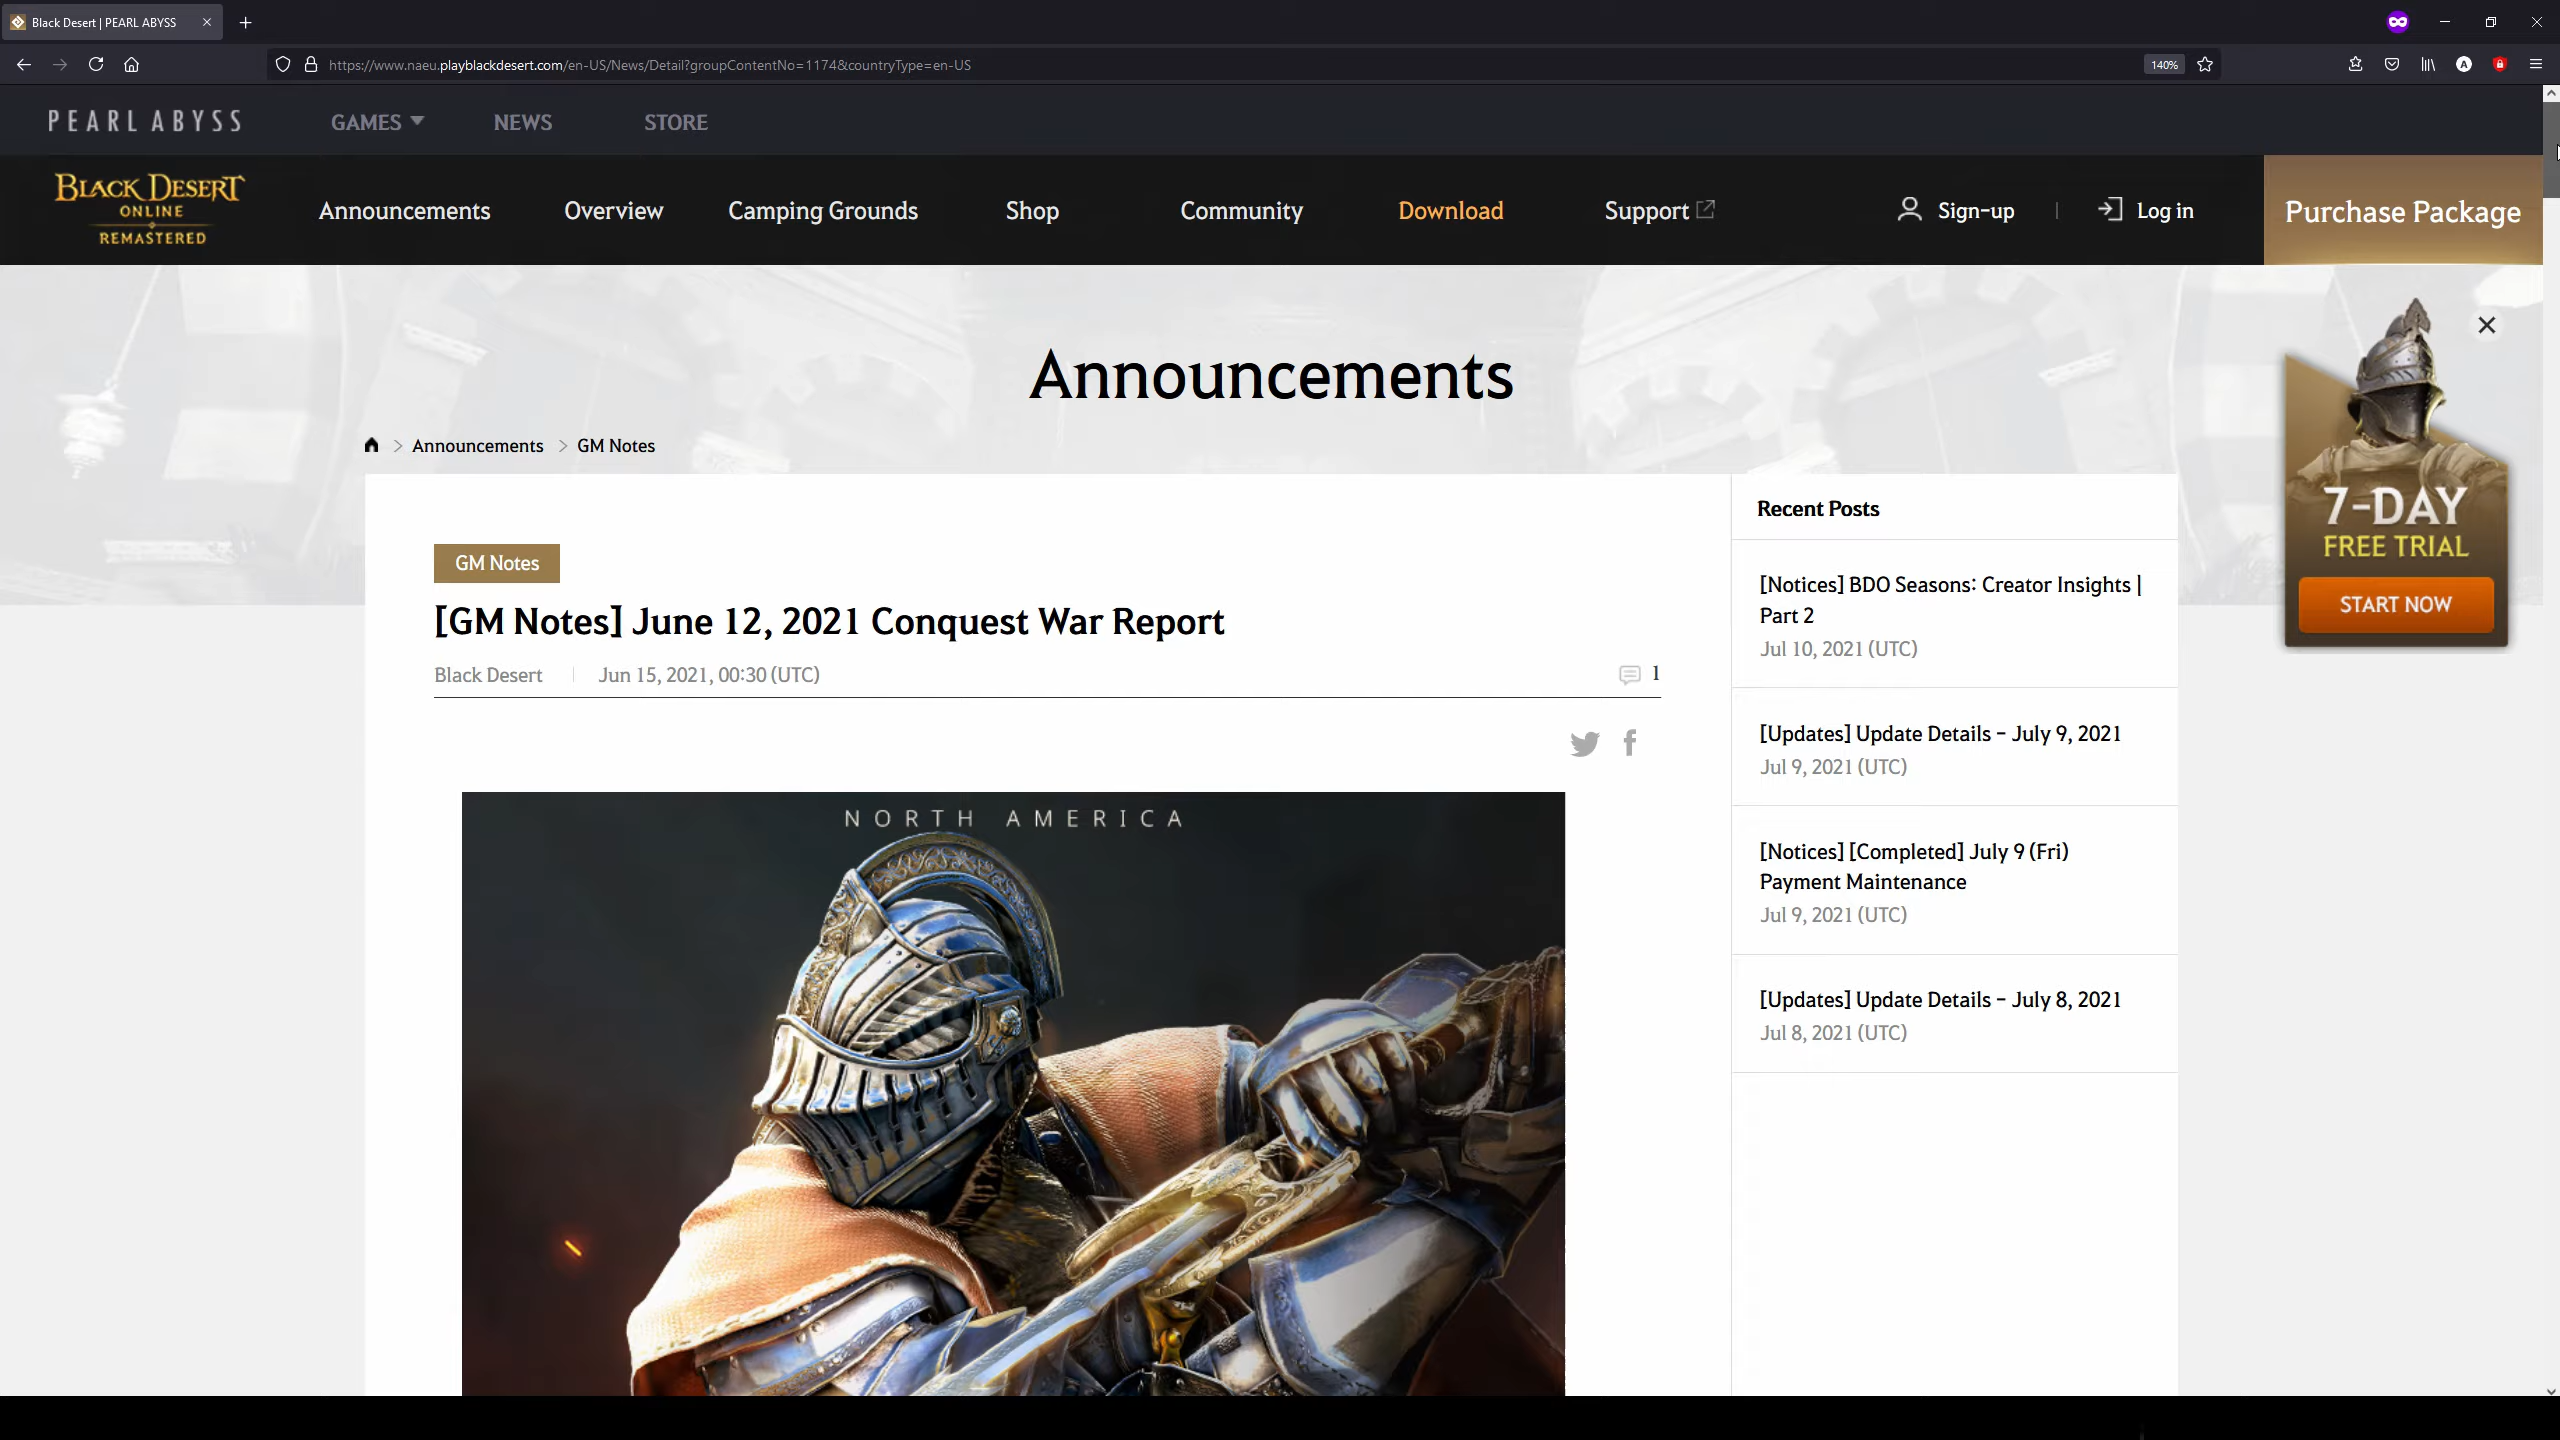 Black Desert | PEARL ABYSS
https://www.naeu.playblackdesert.com/en-US/News/Detail?groupContentNo=1174&countryType=en-US
140%
A
PEARL ABYSS
GAMES
NEWS
STORE
BLACK DESERT
ONLINE
REMASTERED
Announcements
Overview
Camping Grounds
Shop
Community
Download
Support
Sign-up
Log in
Purchase Package
Announcements
Announcements
GM Notes
7-DAY
FREE TRIAL
START NOW
GM Notes
[GM Notes] June 12, 2021 Conquest War Report
Black Desert
Jun 15, 2021, 00:30 (UTC)
1
NORTH AMERICA
Recent Posts
[Notices] BDO Seasons: Creator Insights |
Part 2
Jul 10, 2021 (UTC)
[Updates] Update Details – July 9, 2021
Jul 9, 2021 (UTC)
[Notices] [Completed] July 9 (Fri)
Payment Maintenance
Jul 9, 2021 (UTC)
[Updates] Update Details – July 8, 2021
Jul 8, 2021 (UTC)